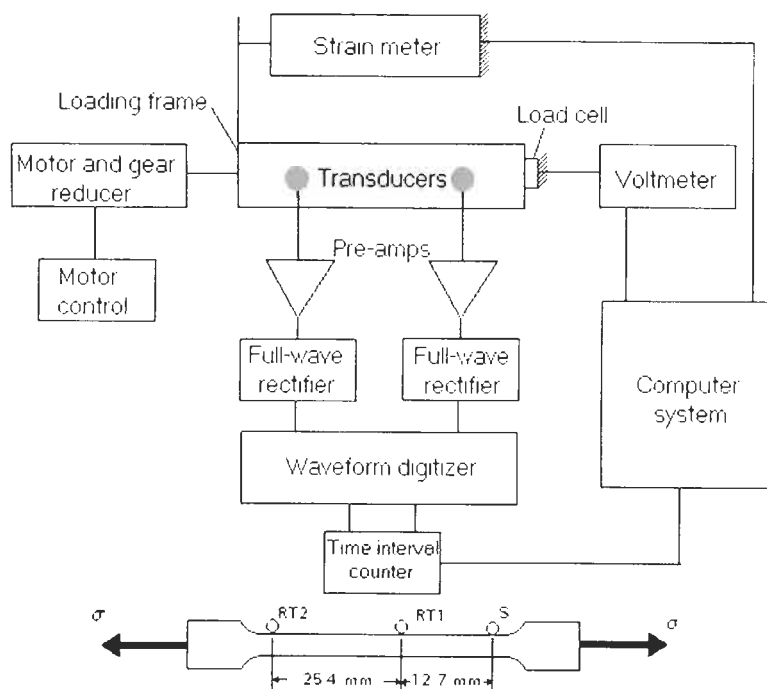 Strain meter
Loading frame
Load cell
Motor and gear
reducer
Transducers
Voltmeter
Pre-amps
Motor
control
Full-wave
rectifier
Full-wave
rectifier
Computer
system
Waveform digitizer
Time interval
counter
σ
RT2
RT1
S
σ
25.4 mm
12.7 mm